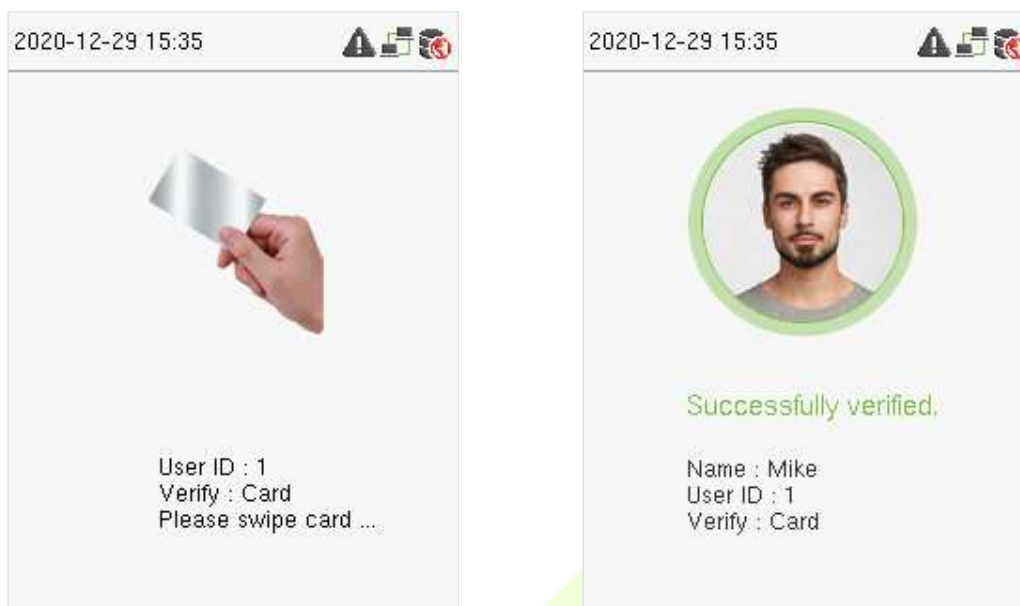 2020-12-29 15:35
User ID : 1
Verify : Card
Please swipe card ...
2020-12-29 15:35
Successfully verified.
Name : Mike
User ID : 1
Verify : Card